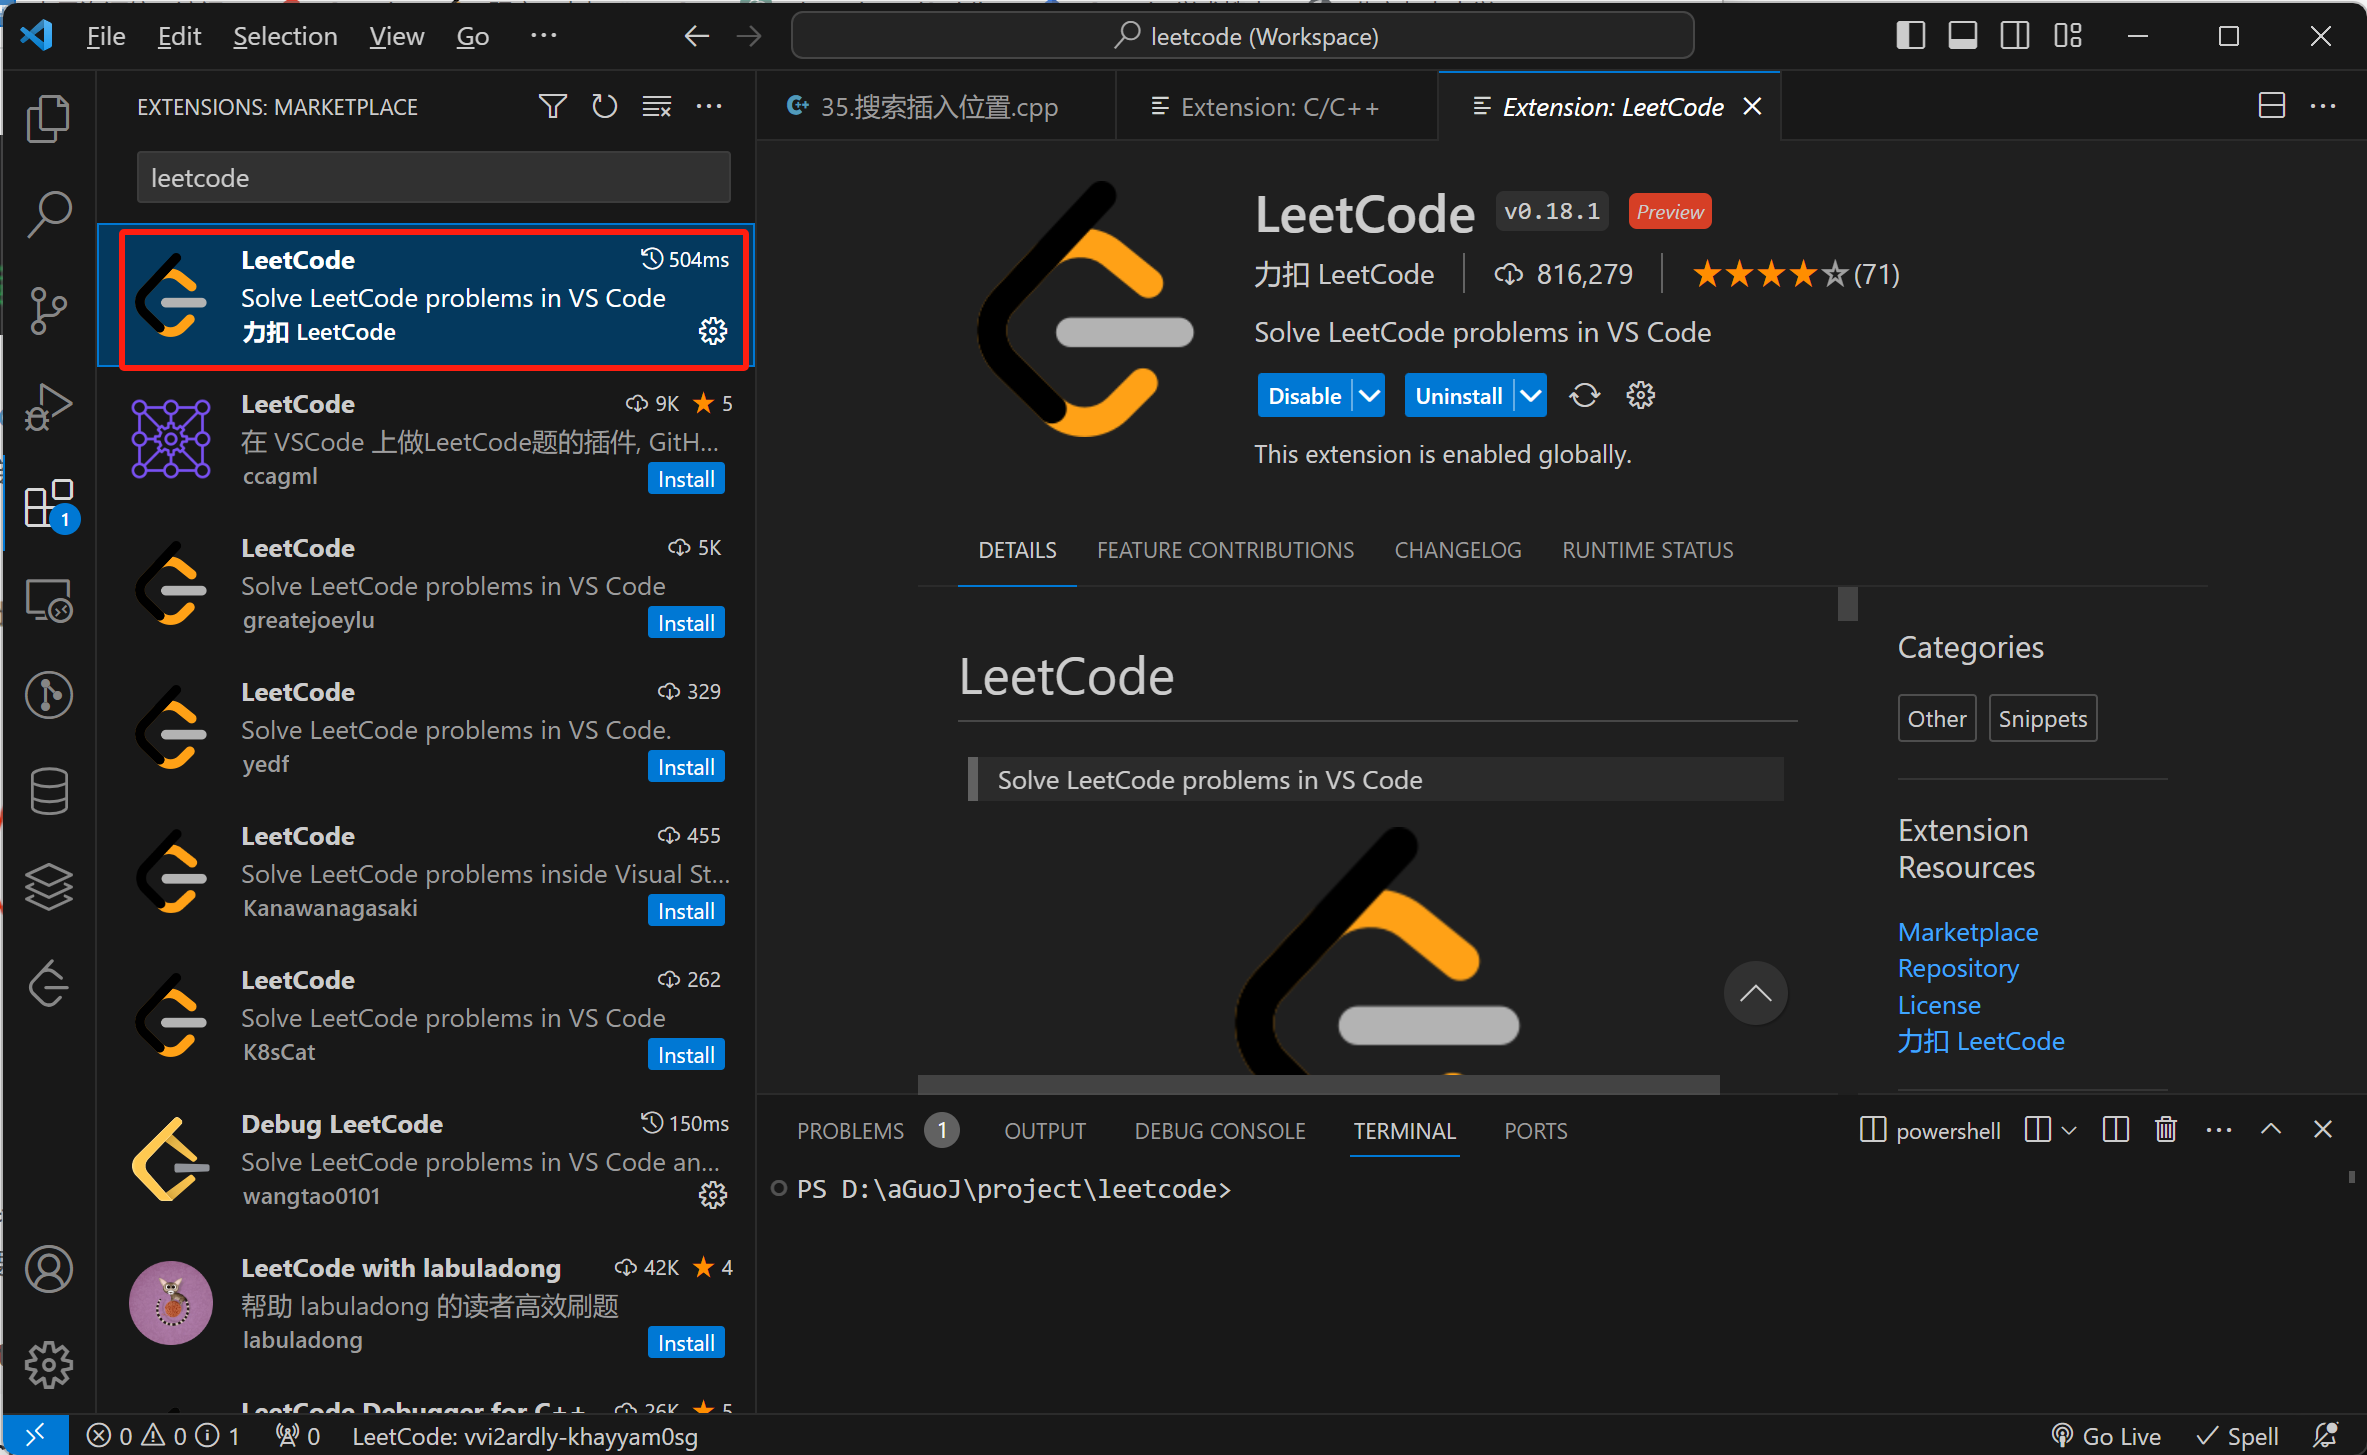 File Edit Selection View Go ··· leetcode (Workspace)
EXTENSIONS: MARKETPLACE
leetcode
LeetCode 504ms
Solve LeetCode problems in VS Code
力扣 LeetCode
LeetCode 9K ★ 5
在 VSCode 上做LeetCode题的插件, GitH...
ccagml Install
LeetCode 5K
Solve LeetCode problems in VS Code
greatejoeylu Install
LeetCode 329
Solve LeetCode problems in VS Code.
yedf Install
LeetCode 455
Solve LeetCode problems inside Visual St...
Kanawanagasaki Install
LeetCode 262
Solve LeetCode problems in VS Code
K8sCat Install
Debug LeetCode 150ms
Solve LeetCode problems in VS Code an...
wangtao0101
LeetCode with labuladong 42K ★ 4
帮助 labuladong 的读者高效刷题
labuladong Install
LeetCode Debugger for C++ 26K ★ 5
1
35.搜索插入位置.cpp Extension: C/C++ Extension: LeetCode
LeetCode v0.18.1 Preview
力扣 LeetCode 816,279 ★★★★☆(71)
Solve LeetCode problems in VS Code
Disable Uninstall
This extension is enabled globally.
DETAILS FEATURE CONTRIBUTIONS CHANGELOG RUNTIME STATUS
LeetCode
Solve LeetCode problems in VS Code
Categories
Other Snippets
Extension
Resources
Marketplace
Repository
License
力扣 LeetCode
PROBLEMS 1 OUTPUT DEBUG CONSOLE TERMINAL PORTS powershell
PS D:\aGuoJ\project\leetcode>
0 0 1 0 LeetCode: vvi2ardly-khayyam0sg Go Live Spell